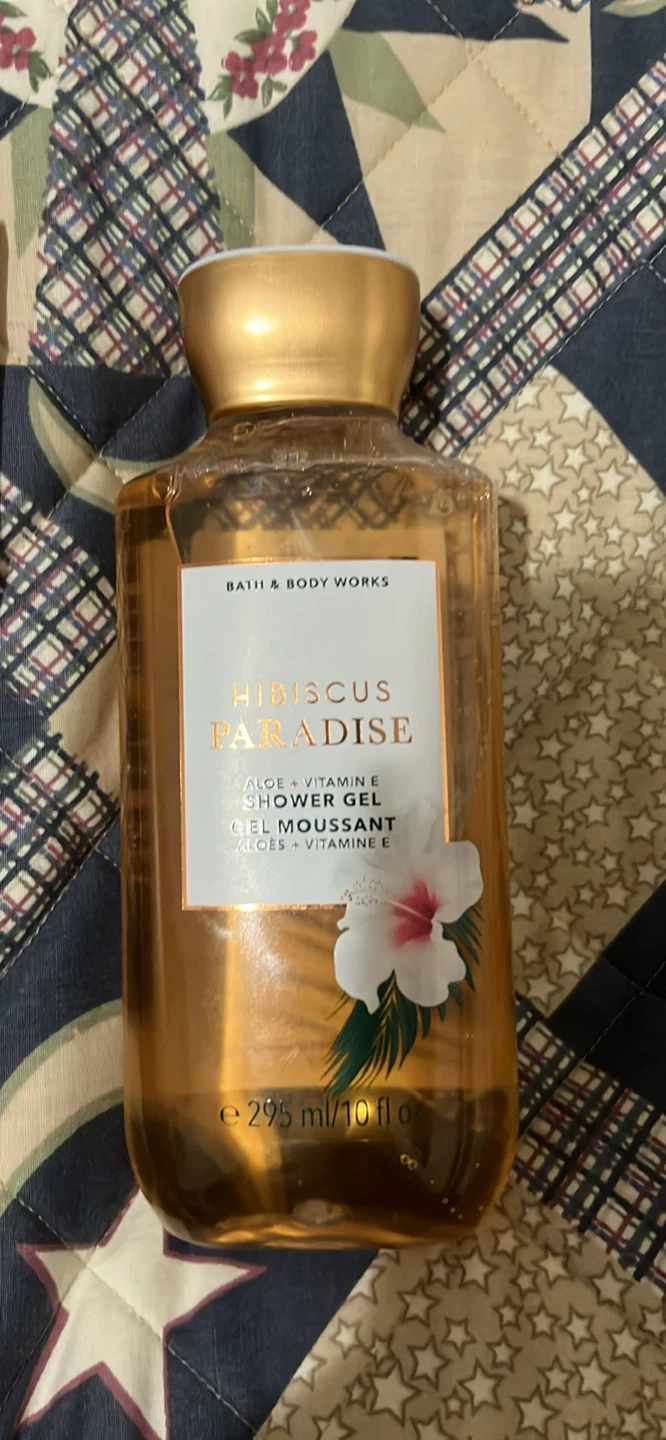 BATH & BODY WORKS
HIBISCUS
PARADISE
ALOE + VITAMIN E
SHOWER GEL
GEL MOUSSANT
ALOÈS + VITAMINE E
℮ 295 ml/10 fl oz